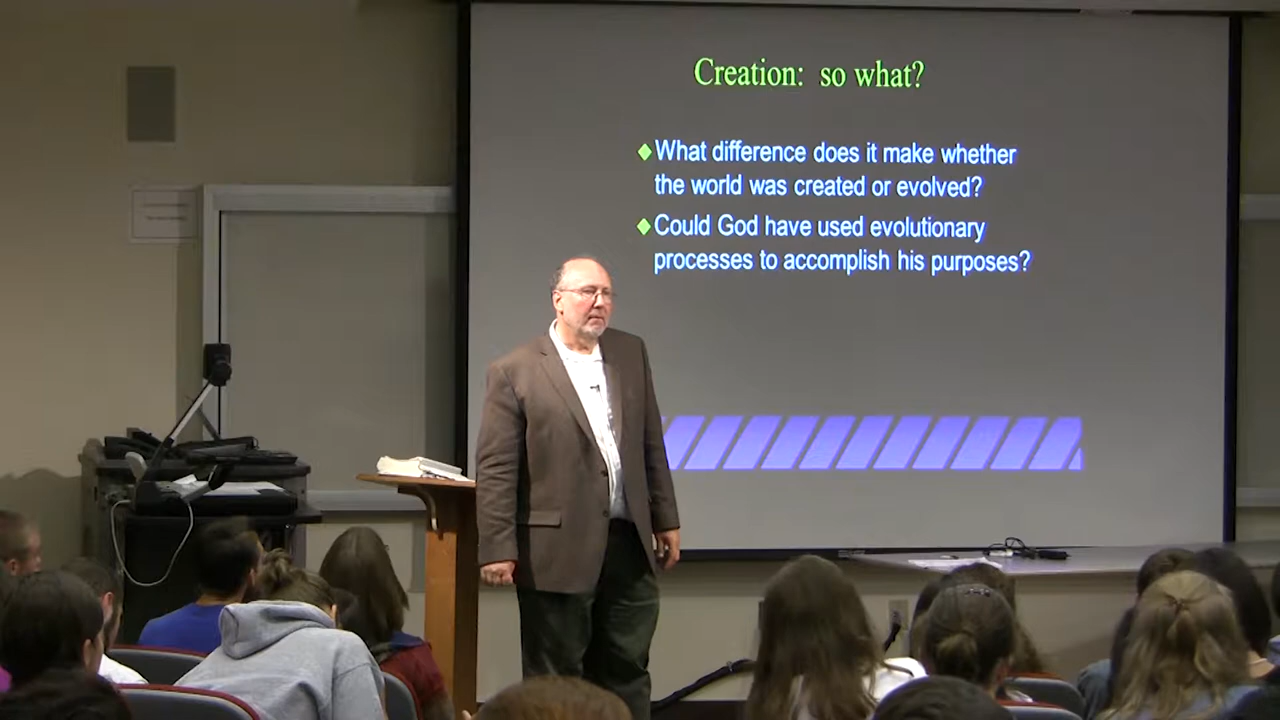 Creation: so what?
What difference does it make whether
the world was created or evolved?
Could God have used evolutionary
processes to accomplish his purposes?